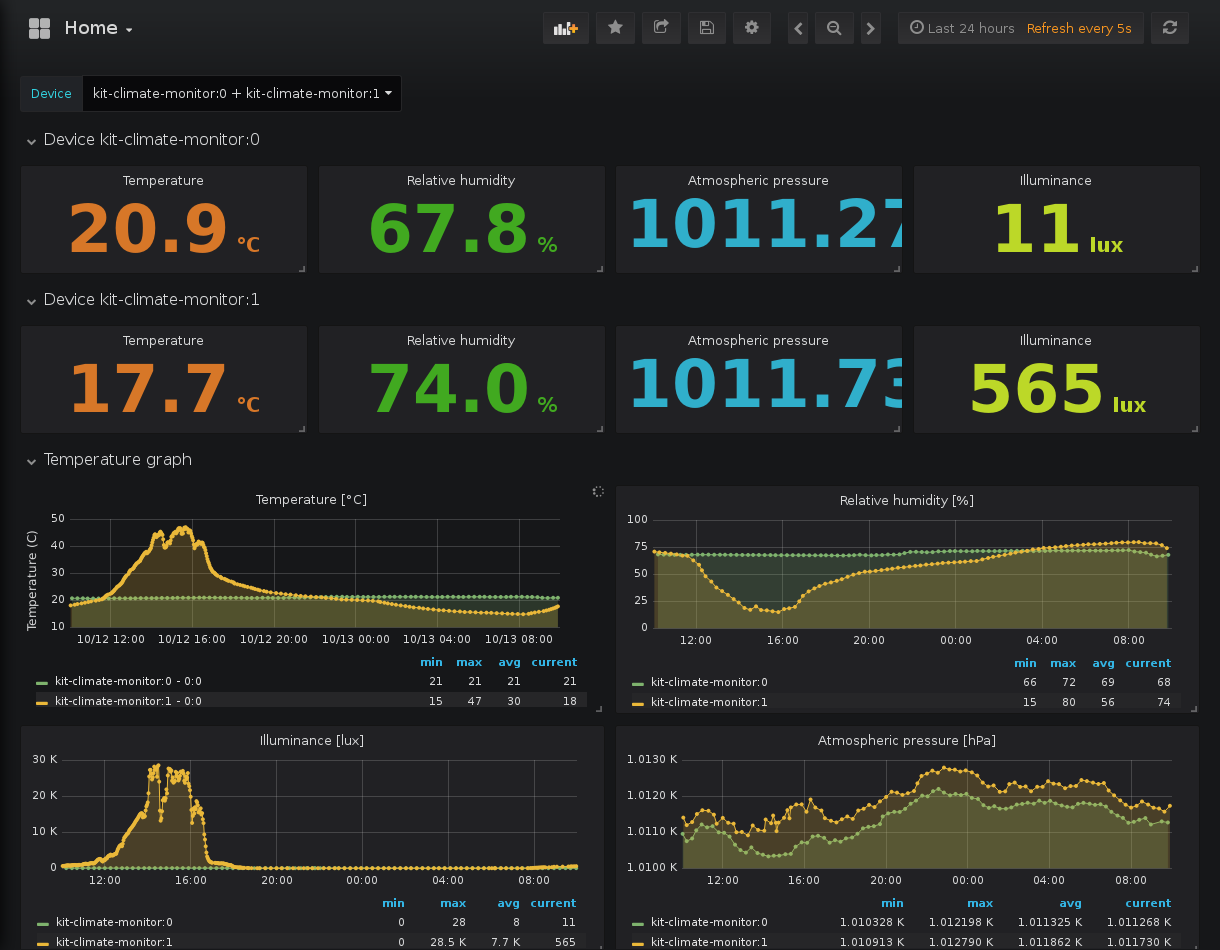 Home
Last 24 hours Refresh every 5s
Device kit-climate-monitor:0 + kit-climate-monitor:1
Device kit-climate-monitor:0
Temperature Relative humidity Atmospheric pressure Illuminance
20.9 °C 67.8 % 1011.27 11 lux
Device kit-climate-monitor:1
Temperature Relative humidity Atmospheric pressure Illuminance
17.7 °C 74.0 % 1011.73 565 lux
Temperature graph
Temperature [°C]
Temperature (C)
50
40
30
20
10
10/12 12:00 10/12 16:00 10/12 20:00 10/13 00:00 10/13 04:00 10/13 08:00
min max avg current
kit-climate-monitor:0 - 0:0 21 21 21 21
kit-climate-monitor:1 - 0:0 15 47 30 18
Relative humidity [%]
100
75
50
25
0
12:00 16:00 20:00 00:00 04:00 08:00
min max avg current
kit-climate-monitor:0 66 72 69 68
kit-climate-monitor:1 15 80 56 74
Illuminance [lux]
30 K
20 K
10 K
0
12:00 16:00 20:00 00:00 04:00 08:00
min max avg current
kit-climate-monitor:0 0 28 8 11
kit-climate-monitor:1 0 28.5 K 7.7 K 565
Atmospheric pressure [hPa]
1.0130 K
1.0120 K
1.0110 K
1.0100 K
12:00 16:00 20:00 00:00 04:00 08:00
min max avg current
kit-climate-monitor:0 1.010328 K 1.012198 K 1.011325 K 1.011268 K
kit-climate-monitor:1 1.010913 K 1.012790 K 1.011862 K 1.011730 K